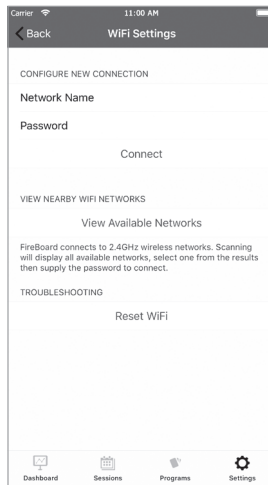 Carrier 11:00 AM
Back WiFi Settings
CONFIGURE NEW CONNECTION
Network Name
Password
Connect
VIEW NEARBY WIFI NETWORKS
View Available Networks
FireBoard connects to 2.4GHz wireless networks. Scanning
will display all available networks, select one from the results
then supply the password to connect.
TROUBLESHOOTING
Reset WiFi
Dashboard Sessions Programs Settings